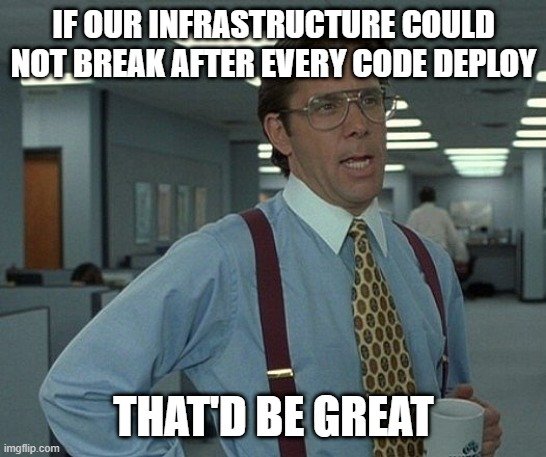 IF OUR INFRASTRUCTURE COULD
NOT BREAK AFTER EVERY CODE DEPLOY
THAT'D BE GREAT
imgflip.com